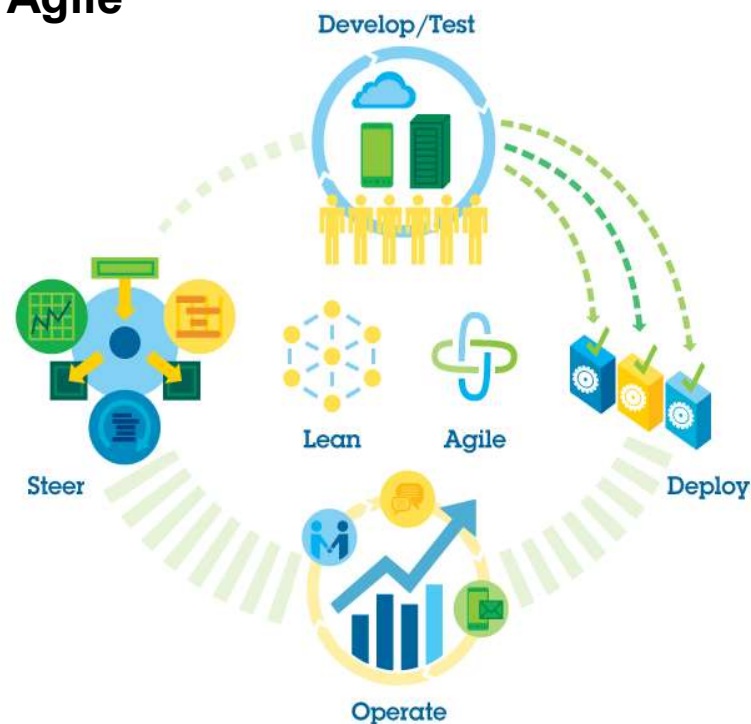 Agile
Develop/Test
Lean
Agile
Steer
Deploy
Operate